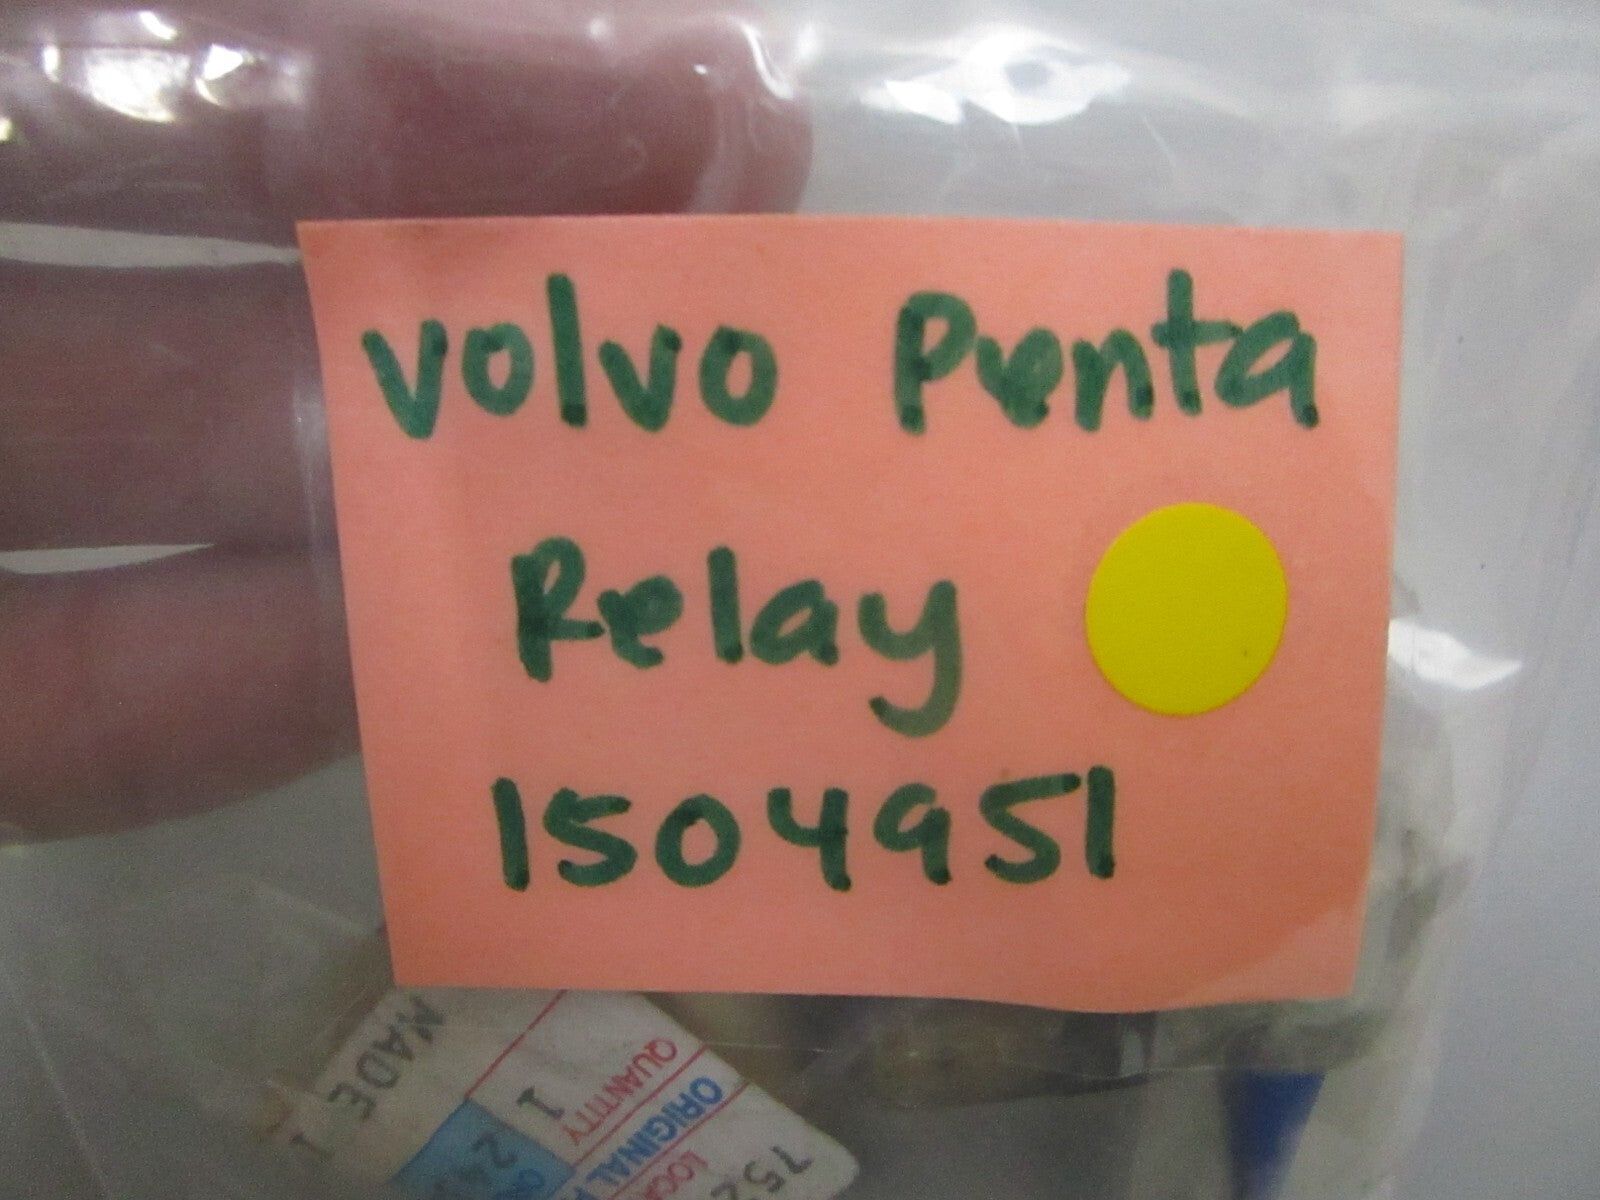 Volvo Penta
Relay
1504951
MADE
QUANTITY
1
ORIGINAL